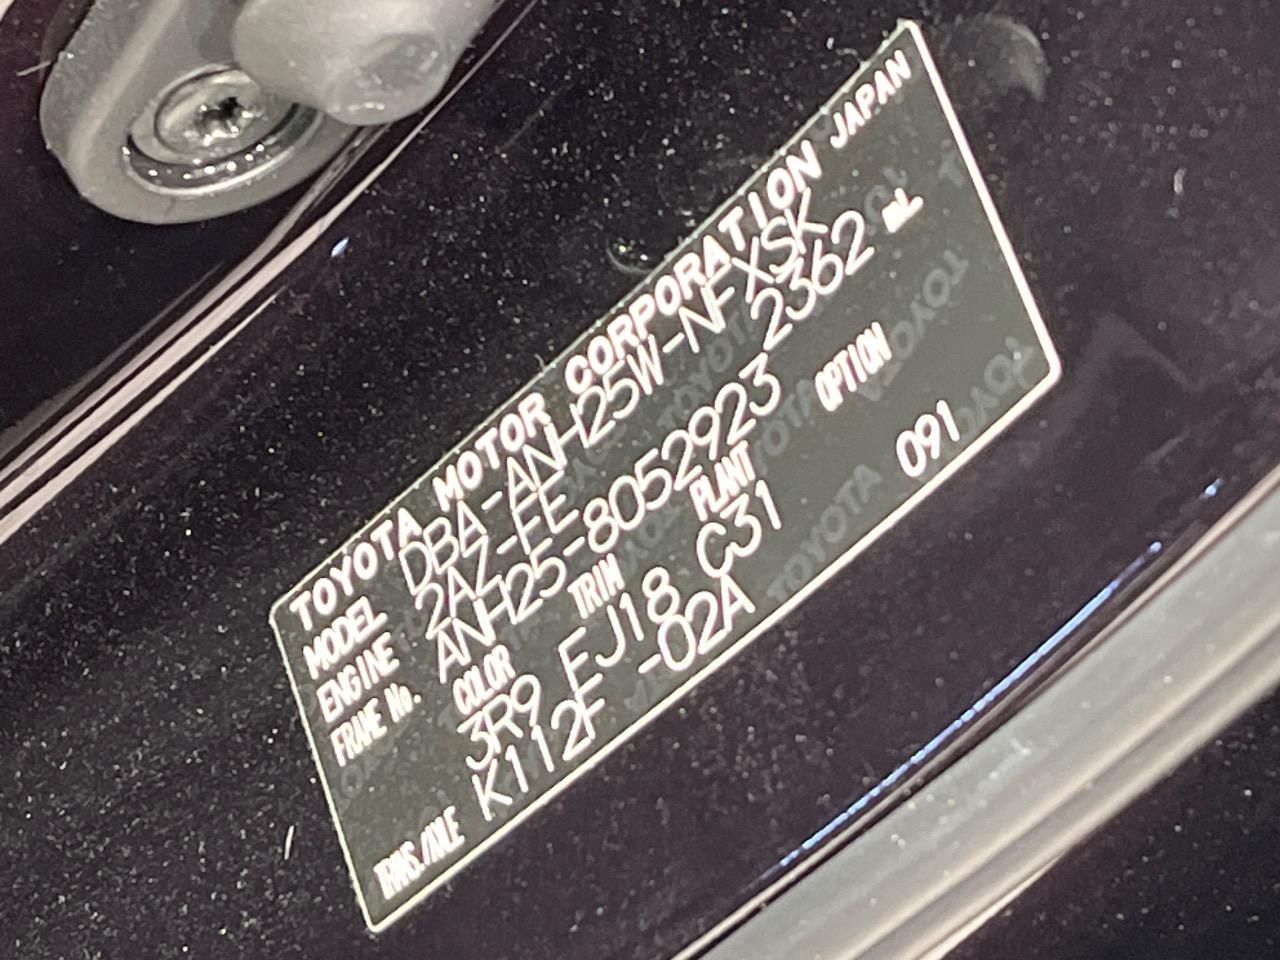 TOYOTA MOTOR CORPORATION JAPAN
MODEL DBA-ANH25W-NFXSK
ENGINE 2AZ-FE 2362 mL
FRAME No. ANH25-8052923
COLOR TRIM PLANT OPTION
3R9 FJ18 C31 091
TRANS./AXLE K112F -02A